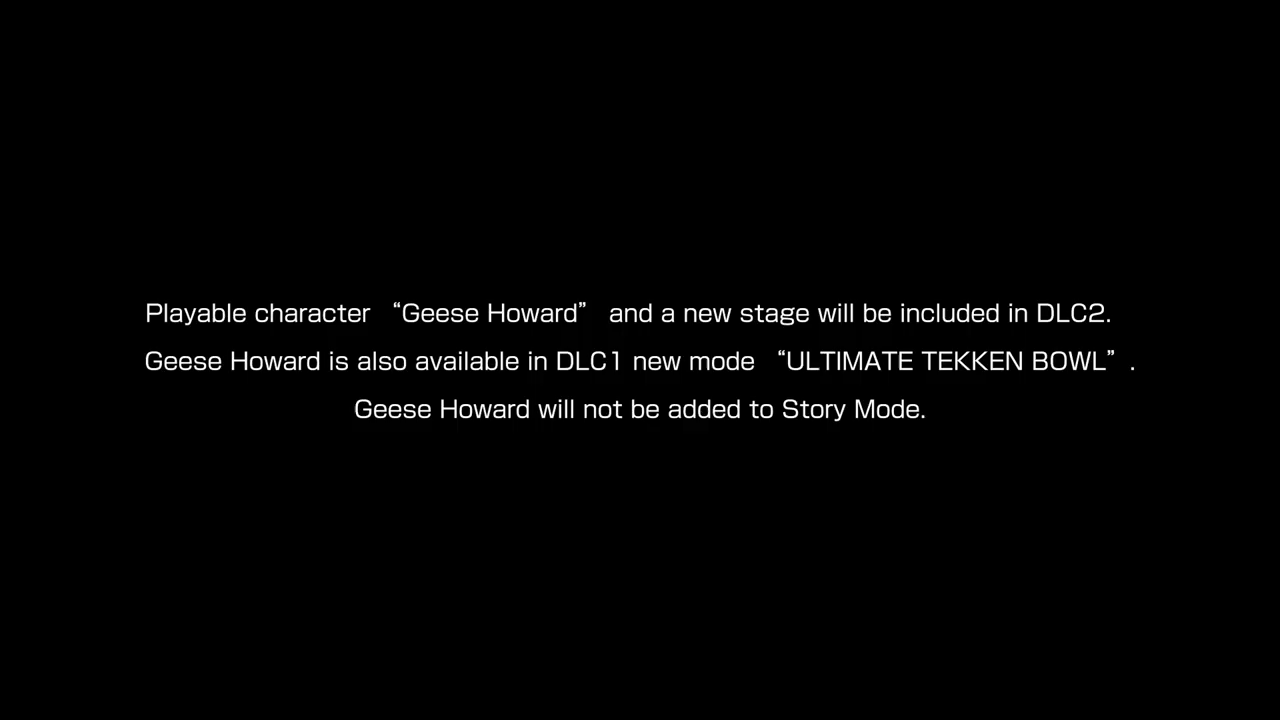 Playable character “Geese Howard” and a new stage will be included in DLC2.
Geese Howard is also available in DLC1 new mode “ULTIMATE TEKKEN BOWL”.
Geese Howard will not be added to Story Mode.